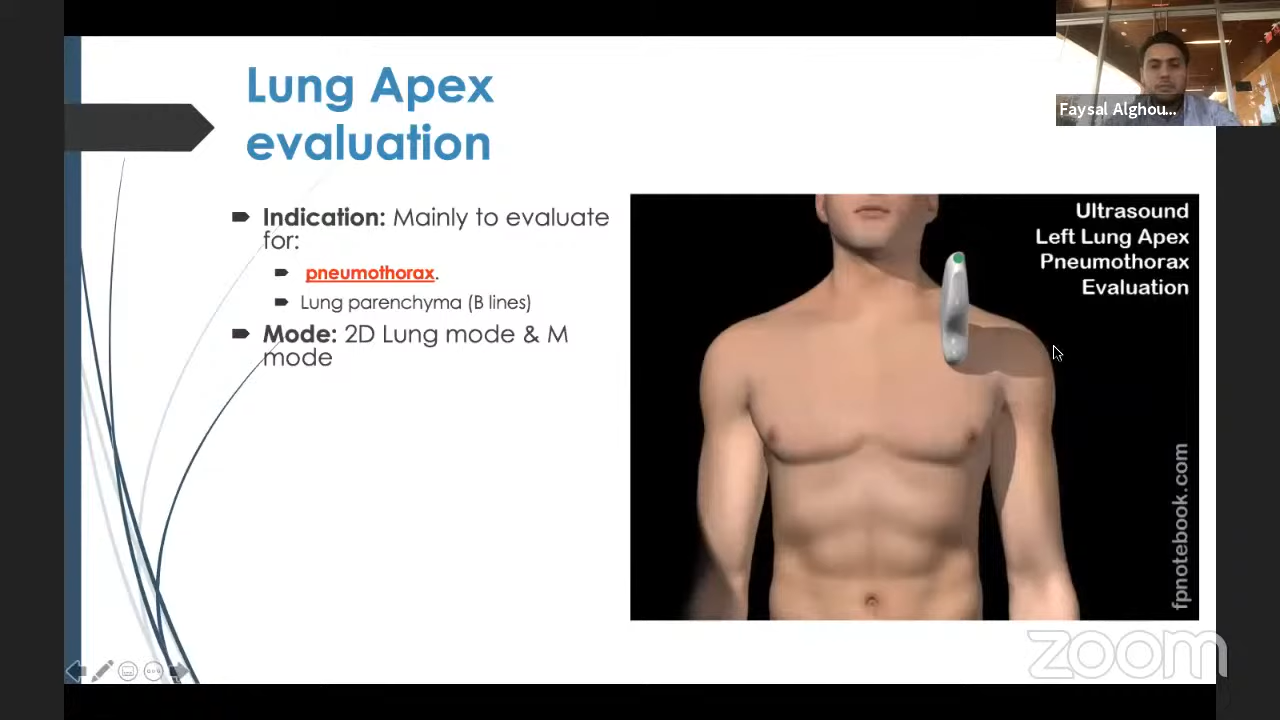 Lung Apex
evaluation
Faysal Alghou...
Indication: Mainly to evaluate
for:
pneumothorax.
Lung parenchyma (B lines)
Mode: 2D Lung mode & M
mode
Ultrasound
Left Lung Apex
Pneumothorax
Evaluation
fpnotebook.com
zoom